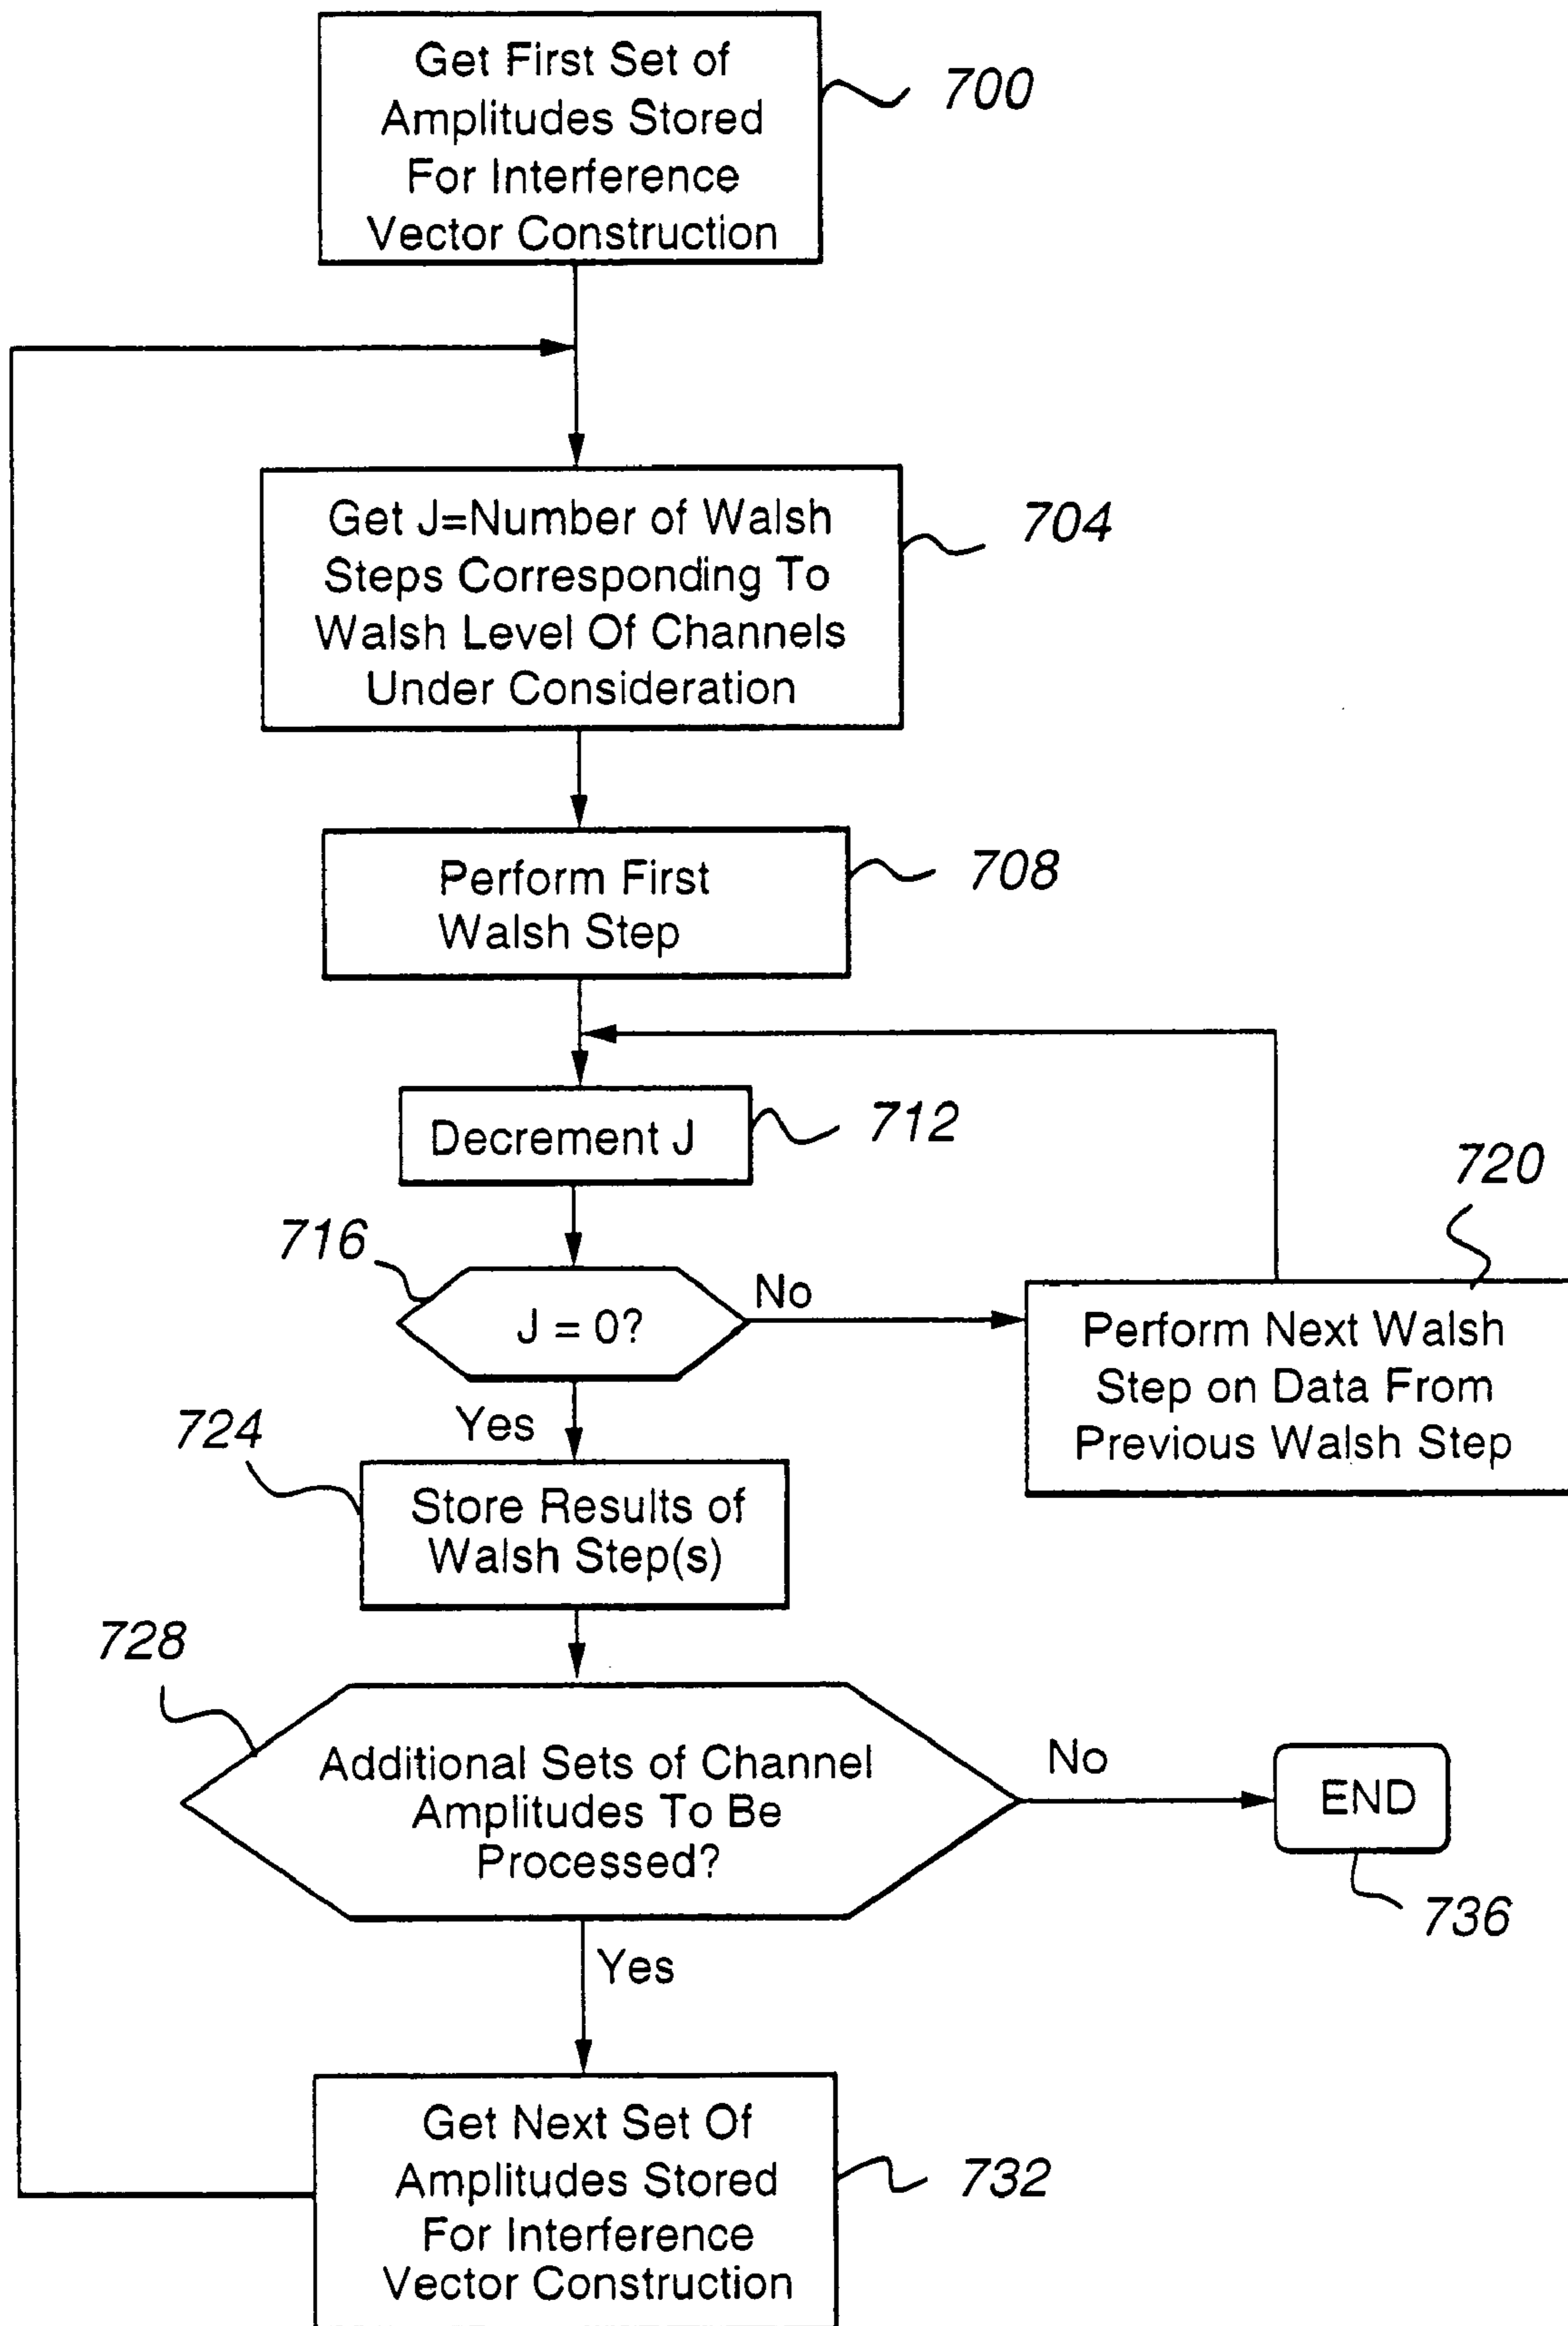 Get First Set of
Amplitudes Stored
For Interference
Vector Construction
700
Get J=Number of Walsh
Steps Corresponding To
Walsh Level Of Channels
Under Consideration
704
Perform First
Walsh Step
708
Decrement J
712
716
J = 0?
No
720
Perform Next Walsh
Step on Data From
Previous Walsh Step
Yes
724
Store Results of
Walsh Step(s)
728
Additional Sets of Channel
Amplitudes To Be
Processed?
No
END
736
Yes
Get Next Set Of
Amplitudes Stored
For Interference
Vector Construction
732